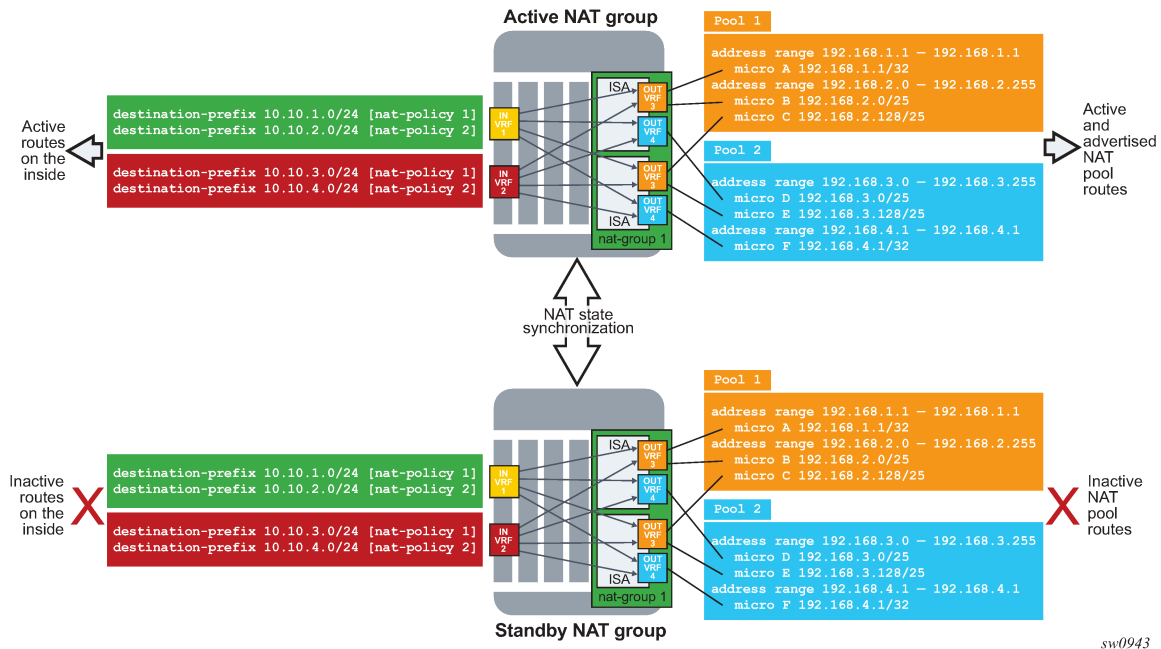 Active NAT group
Pool 1
address range 192.168.1.1 – 192.168.1.1
micro A 192.168.1.1/32
address range 192.168.2.0 – 192.168.2.255
micro B 192.168.2.0/25
micro C 192.168.2.128/25
Pool 2
address range 192.168.3.0 – 192.168.3.255
micro D 192.168.3.0/25
micro E 192.168.3.128/25
address range 192.168.4.1 – 192.168.4.1
micro F 192.168.4.1/32
Active
routes
on the
inside
destination-prefix 10.10.1.0/24 [nat-policy 1]
destination-prefix 10.10.2.0/24 [nat-policy 2]
destination-prefix 10.10.3.0/24 [nat-policy 1]
destination-prefix 10.10.4.0/24 [nat-policy 2]
IN
VRF
1
IN
VRF
2
ISA
OUT
VRF
3
OUT
VRF
4
OUT
VRF
3
OUT
VRF
4
ISA
nat-group 1
Active
and
advertised
NAT
pool
routes
NAT state
synchronization
Pool 1
address range 192.168.1.1 – 192.168.1.1
micro A 192.168.1.1/32
address range 192.168.2.0 – 192.168.2.255
micro B 192.168.2.0/25
micro C 192.168.2.128/25
Pool 2
address range 192.168.3.0 – 192.168.3.255
micro D 192.168.3.0/25
micro E 192.168.3.128/25
address range 192.168.4.1 – 192.168.4.1
micro F 192.168.4.1/32
Inactive
routes
on the
inside
destination-prefix 10.10.1.0/24 [nat-policy 1]
destination-prefix 10.10.2.0/24 [nat-policy 2]
destination-prefix 10.10.3.0/24 [nat-policy 1]
destination-prefix 10.10.4.0/24 [nat-policy 2]
IN
VRF
1
IN
VRF
2
ISA
OUT
VRF
3
OUT
VRF
4
OUT
VRF
3
OUT
VRF
4
ISA
nat-group 1
Inactive
NAT
pool
routes
Standby NAT group
sw0943